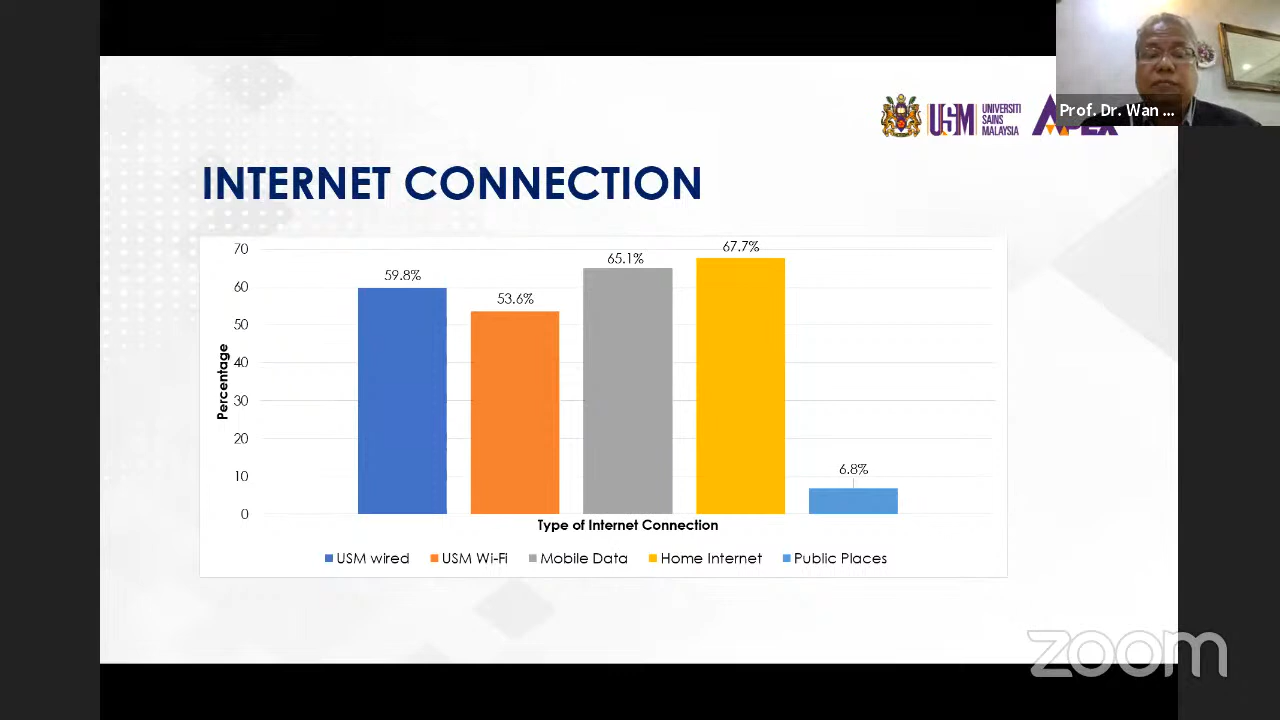 Prof. Dr. Wan ...
USM
UNIVERSITI
SAINS
MALAYSIA
APEX
INTERNET CONNECTION
70
60
50
40
30
20
10
0
Percentage
59.8%
53.6%
65.1%
67.7%
6.8%
Type of Internet Connection
USM wired USM Wi-Fi Mobile Data Home Internet Public Places
zoom